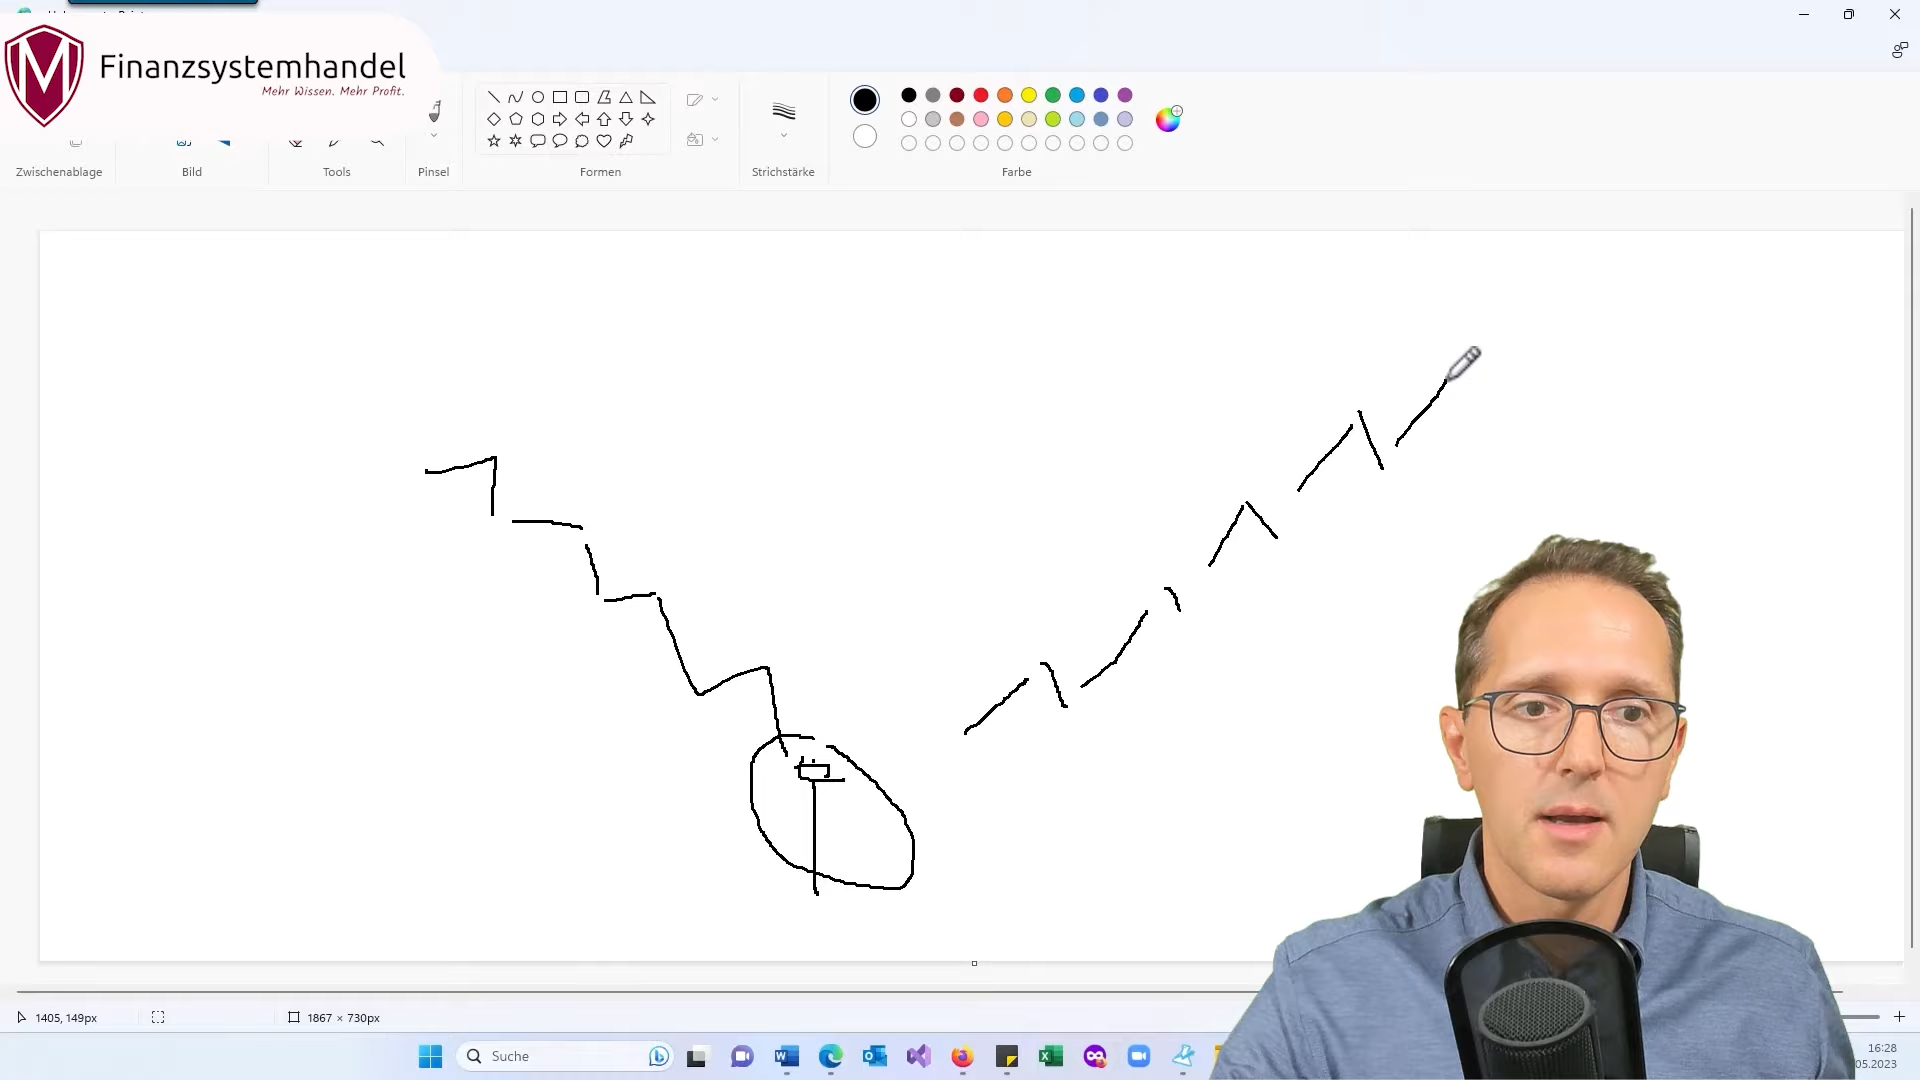 Finanzsystemhandel
Mehr Wissen. Mehr Profit.
Zwischenablage
Bild
Tools
Pinsel
Formen
Strichstärke
Farbe
1405, 149px
1867 × 730px
Suche
16:28
05.2023